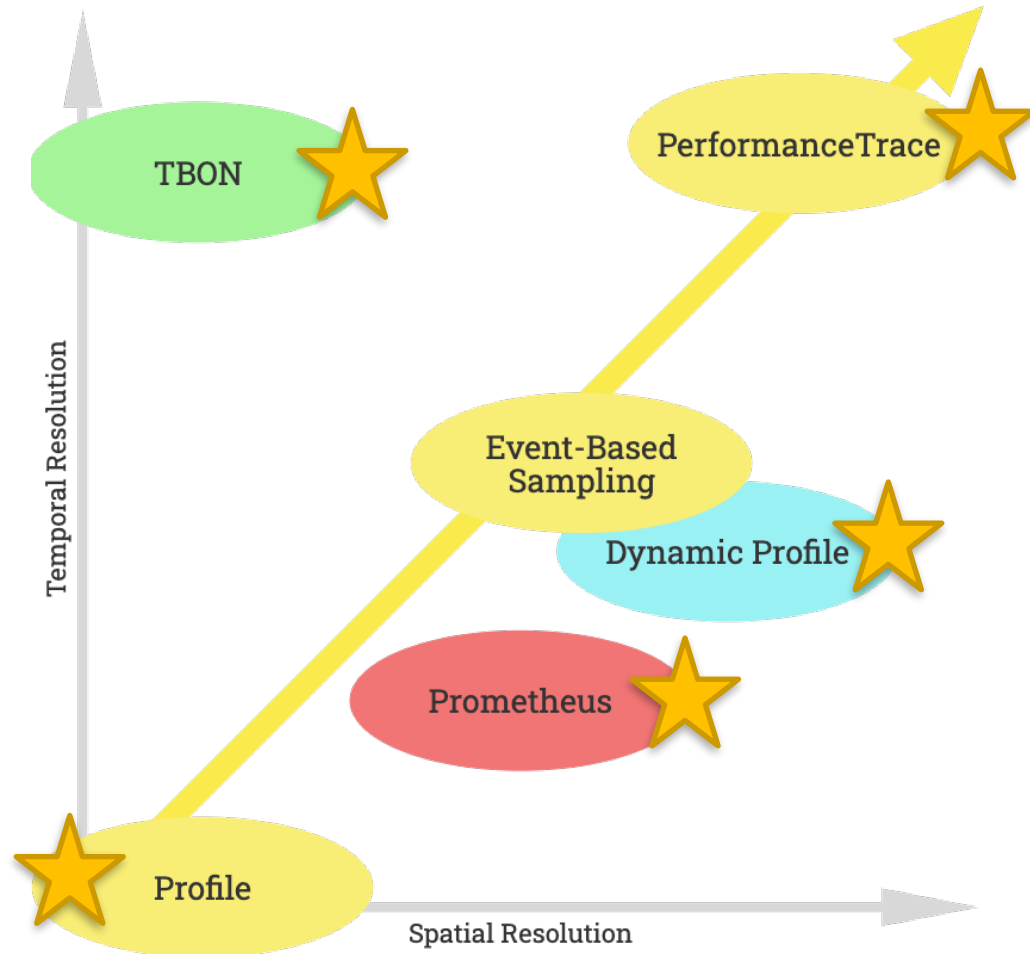 TBON
PerformanceTrace
Temporal Resolution
Event-Based
Sampling
Dynamic Profile
Prometheus
Profile
Spatial Resolution